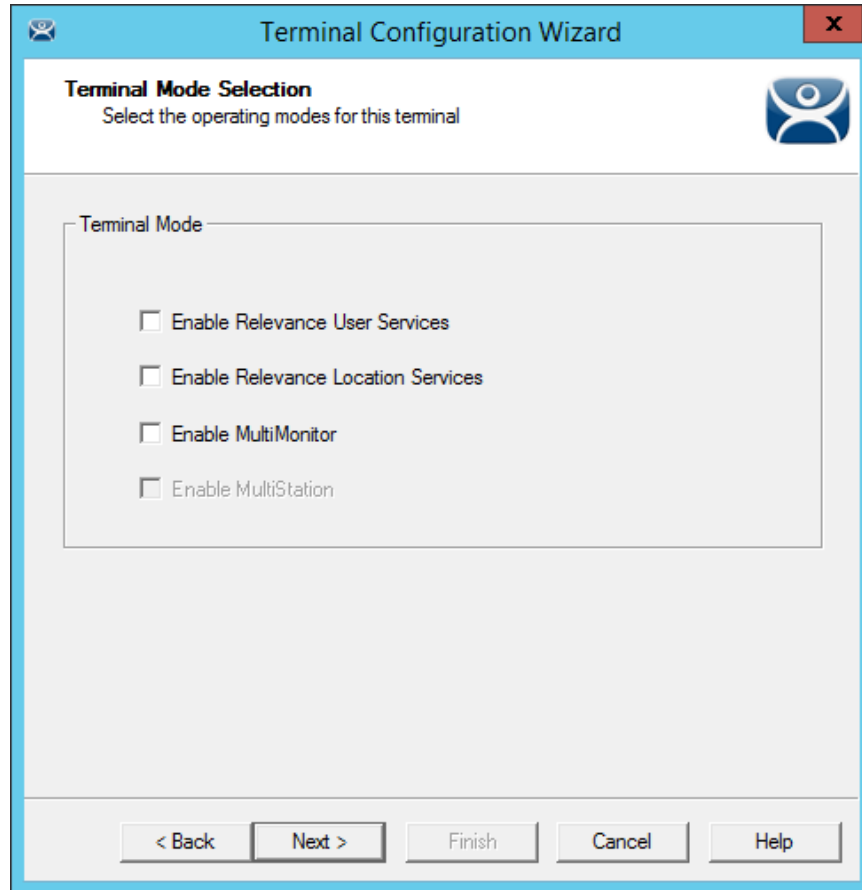 Terminal Configuration Wizard
x
Terminal Mode Selection
Select the operating modes for this terminal
Terminal Mode
Enable Relevance User Services
Enable Relevance Location Services
Enable MultiMonitor
Enable MultiStation
< Back Next > Finish Cancel Help